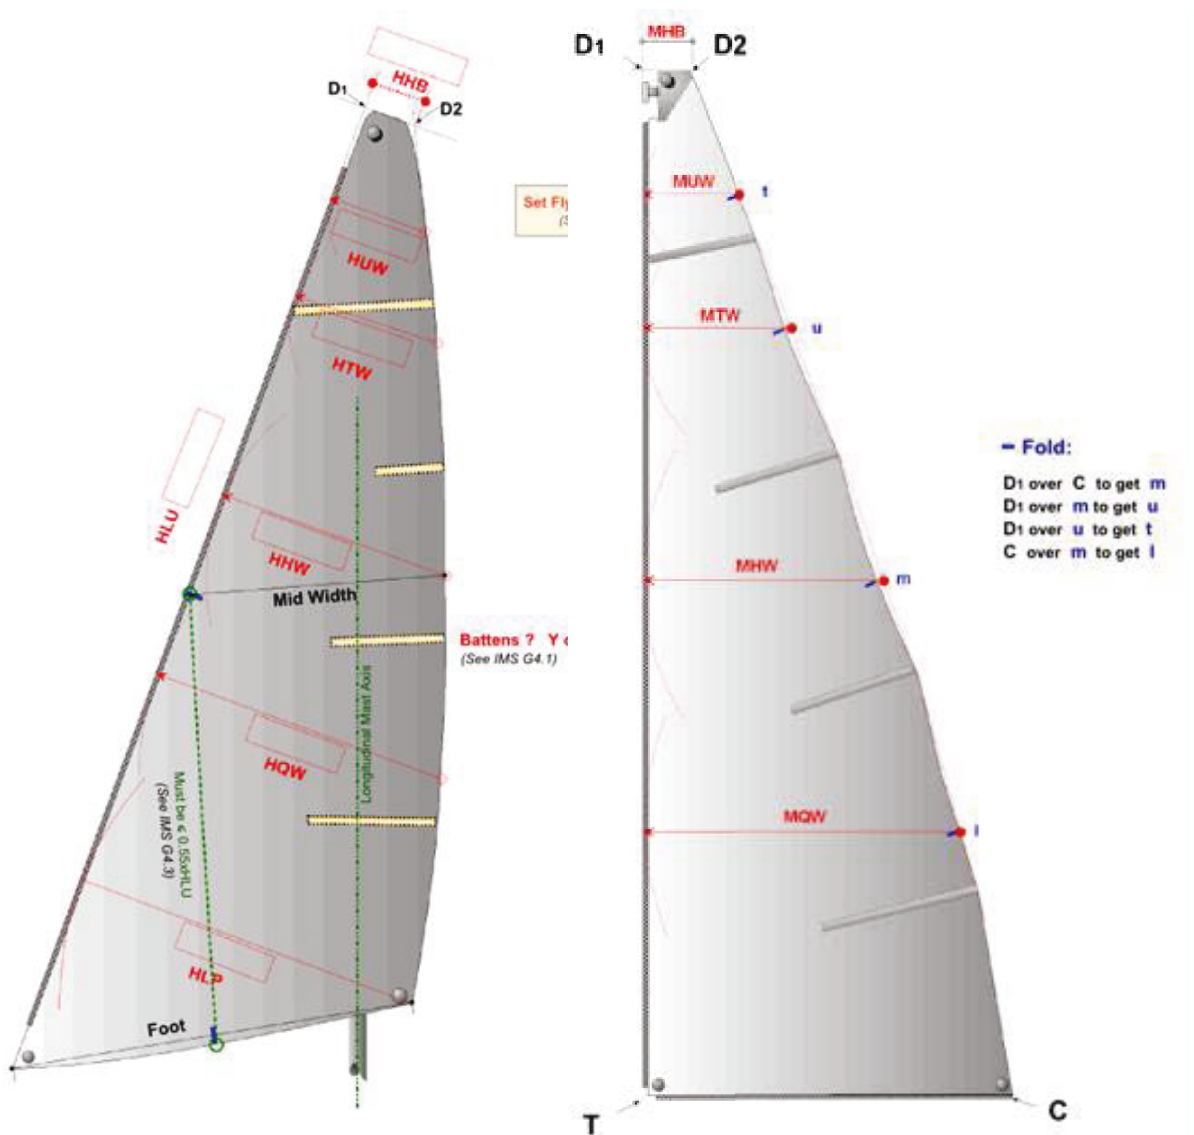 HHB
D1
D2
HUW
HTW
HLU
HHW
Mid Width
HQW
Longitudinal Mast Axis
Must be ≤ 0.55xHLU
(See IMS G4.3)
HLP
Foot
Set Fly
(S
Battens ? Y
(See IMS G4.1)
MHB
D1
D2
MUW
t
MTW
u
MHW
m
MQW
l
T
C
– Fold:
D1 over C to get m
D1 over m to get u
D1 over u to get t
C over m to get l